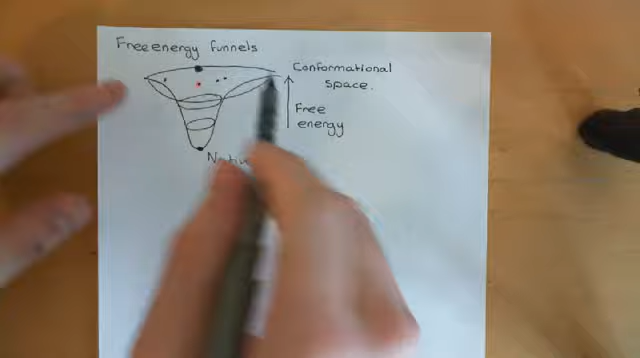 Free energy funnels
Conformational
space.
Free
energy